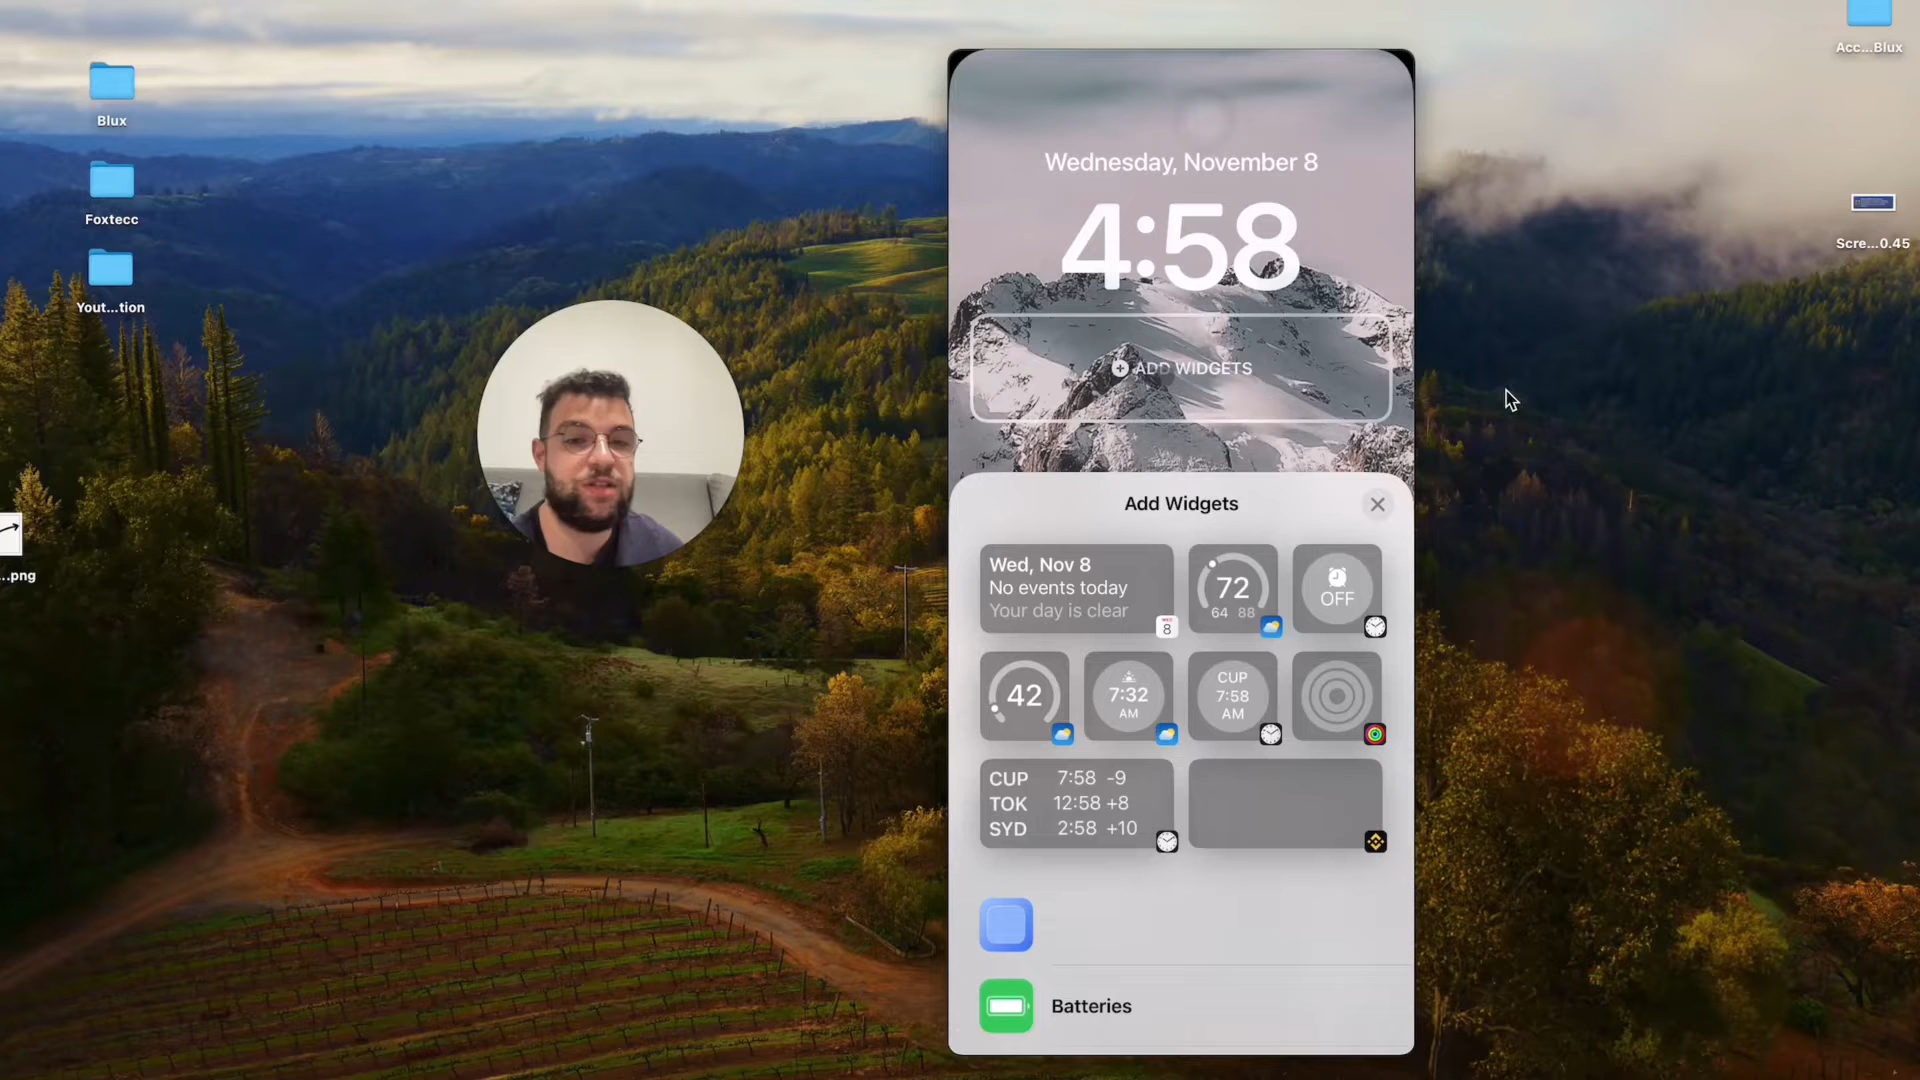 Blux
Foxtecc
Yout...tion
...png
Acc...Blux
Scre...0.45
Wednesday, November 8
4:58
ADD WIDGETS
Add Widgets
Wed, Nov 8
No events today
Your day is clear
WED
8
72
64 88
OFF
42
7:32
AM
CUP
7:58
AM
CUP 7:58 -9
TOK 12:58 +8
SYD 2:58 +10
Batteries